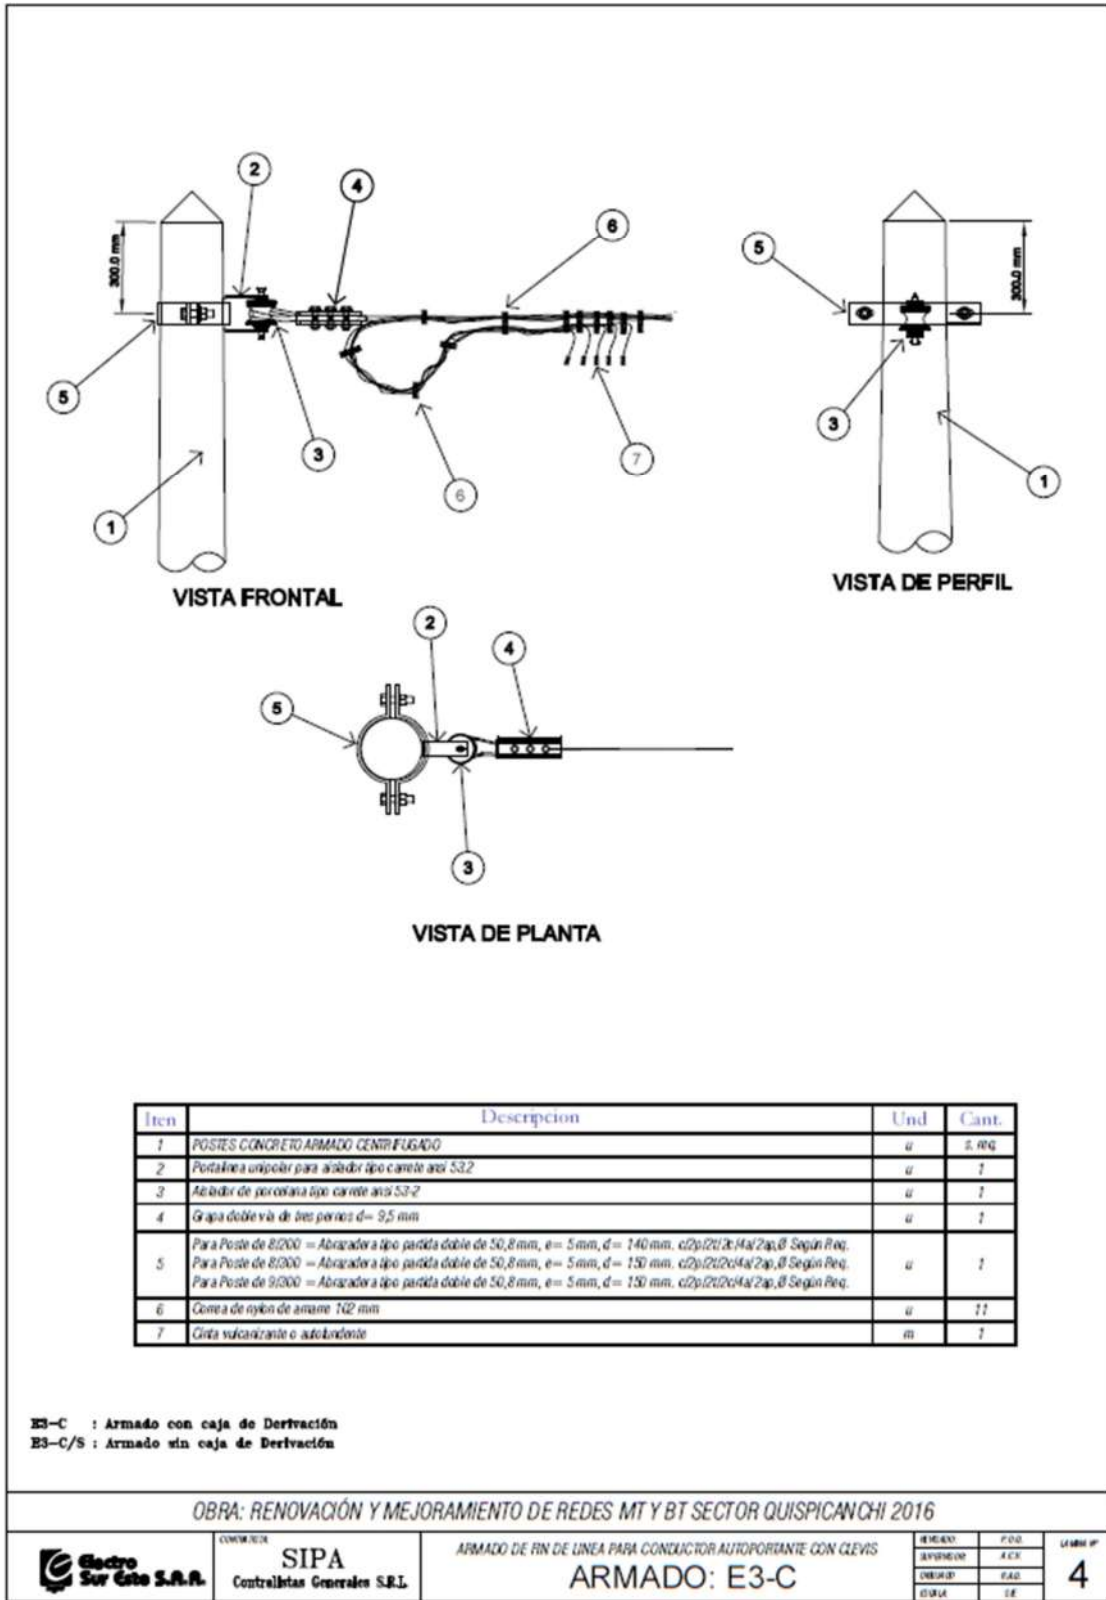 2
4
6
300.0 mm
5
3
6
7
1
VISTA FRONTAL
5
300.0 mm
3
1
VISTA DE PERFIL
2
4
5
3
VISTA DE PLANTA
Iten Descripcion Und Cant.
1 POSTES CONCRETO ARMADO CENTRIFUGADO u s. req.
2 Portalinea unipolar para aislador tipo carrete ansi 53.2 u 1
3 Aislador de porcelana tipo carrete ansi 53-2 u 1
4 Grapa doble vía de tres pernos d= 9,5 mm u 1
Para Poste de 8/200 = Abrazadera tipo partida doble de 50,8 mm, e= 5 mm, d= 140 mm. c/2p/2t/2c/4a/2ap,Ø Según Req.
5 Para Poste de 8/300 = Abrazadera tipo partida doble de 50,8 mm, e= 5 mm, d= 150 mm. c/2p/2t/2c/4a/2ap,Ø Según Req. u 1
Para Poste de 9/300 = Abrazadera tipo partida doble de 50,8 mm, e= 5 mm, d= 150 mm. c/2p/2t/2c/4a/2ap,Ø Según Req.
6 Correa de nylon de amarre 102 mm u 11
7 Cinta vulcanizante o autofundente m 1
E3-C : Armado con caja de Derivación
E3-C/S : Armado sin caja de Derivación
OBRA: RENOVACIÓN Y MEJORAMIENTO DE REDES MT Y BT SECTOR QUISPICANCHI 2016
Electro Sur Este S.A.A.
CONTRATISTA
SIPA
Contratistas Generales S.R.L.
ARMADO DE FIN DE LINEA PARA CONDUCTOR AUTOPORTANTE CON CLEVIS
ARMADO: E3-C
REVISADO:
SUPERVISOR
DIBUJADO
ESCALA
LAMINA Nº
4